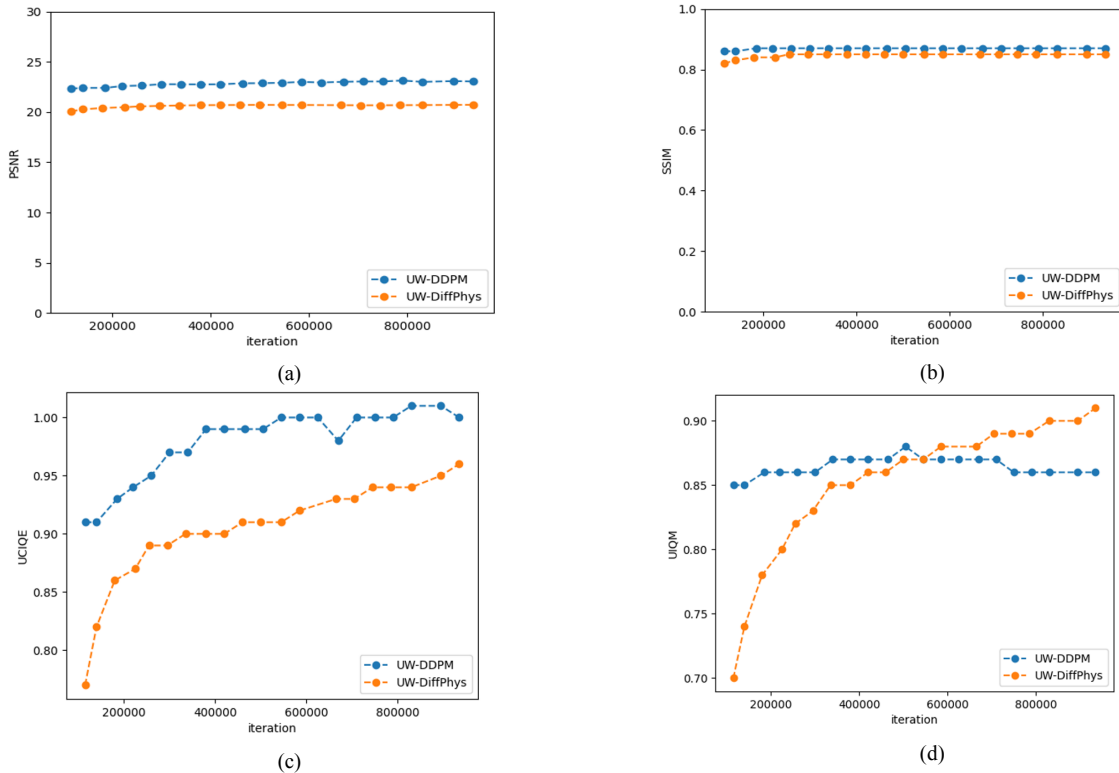 30
25
20
15
10
5
0
PSNR
200000 400000 600000 800000
iteration
UW-DDPM
UW-DiffPhys
(a)
1.0
0.8
0.6
0.4
0.2
0.0
SSIM
200000 400000 600000 800000
iteration
UW-DDPM
UW-DiffPhys
(b)
1.00
0.95
0.90
0.85
0.80
UCIQE
200000 400000 600000 800000
iteration
UW-DDPM
UW-DiffPhys
(c)
0.90
0.85
0.80
0.75
0.70
UIQM
200000 400000 600000 800000
iteration
UW-DDPM
UW-DiffPhys
(d)